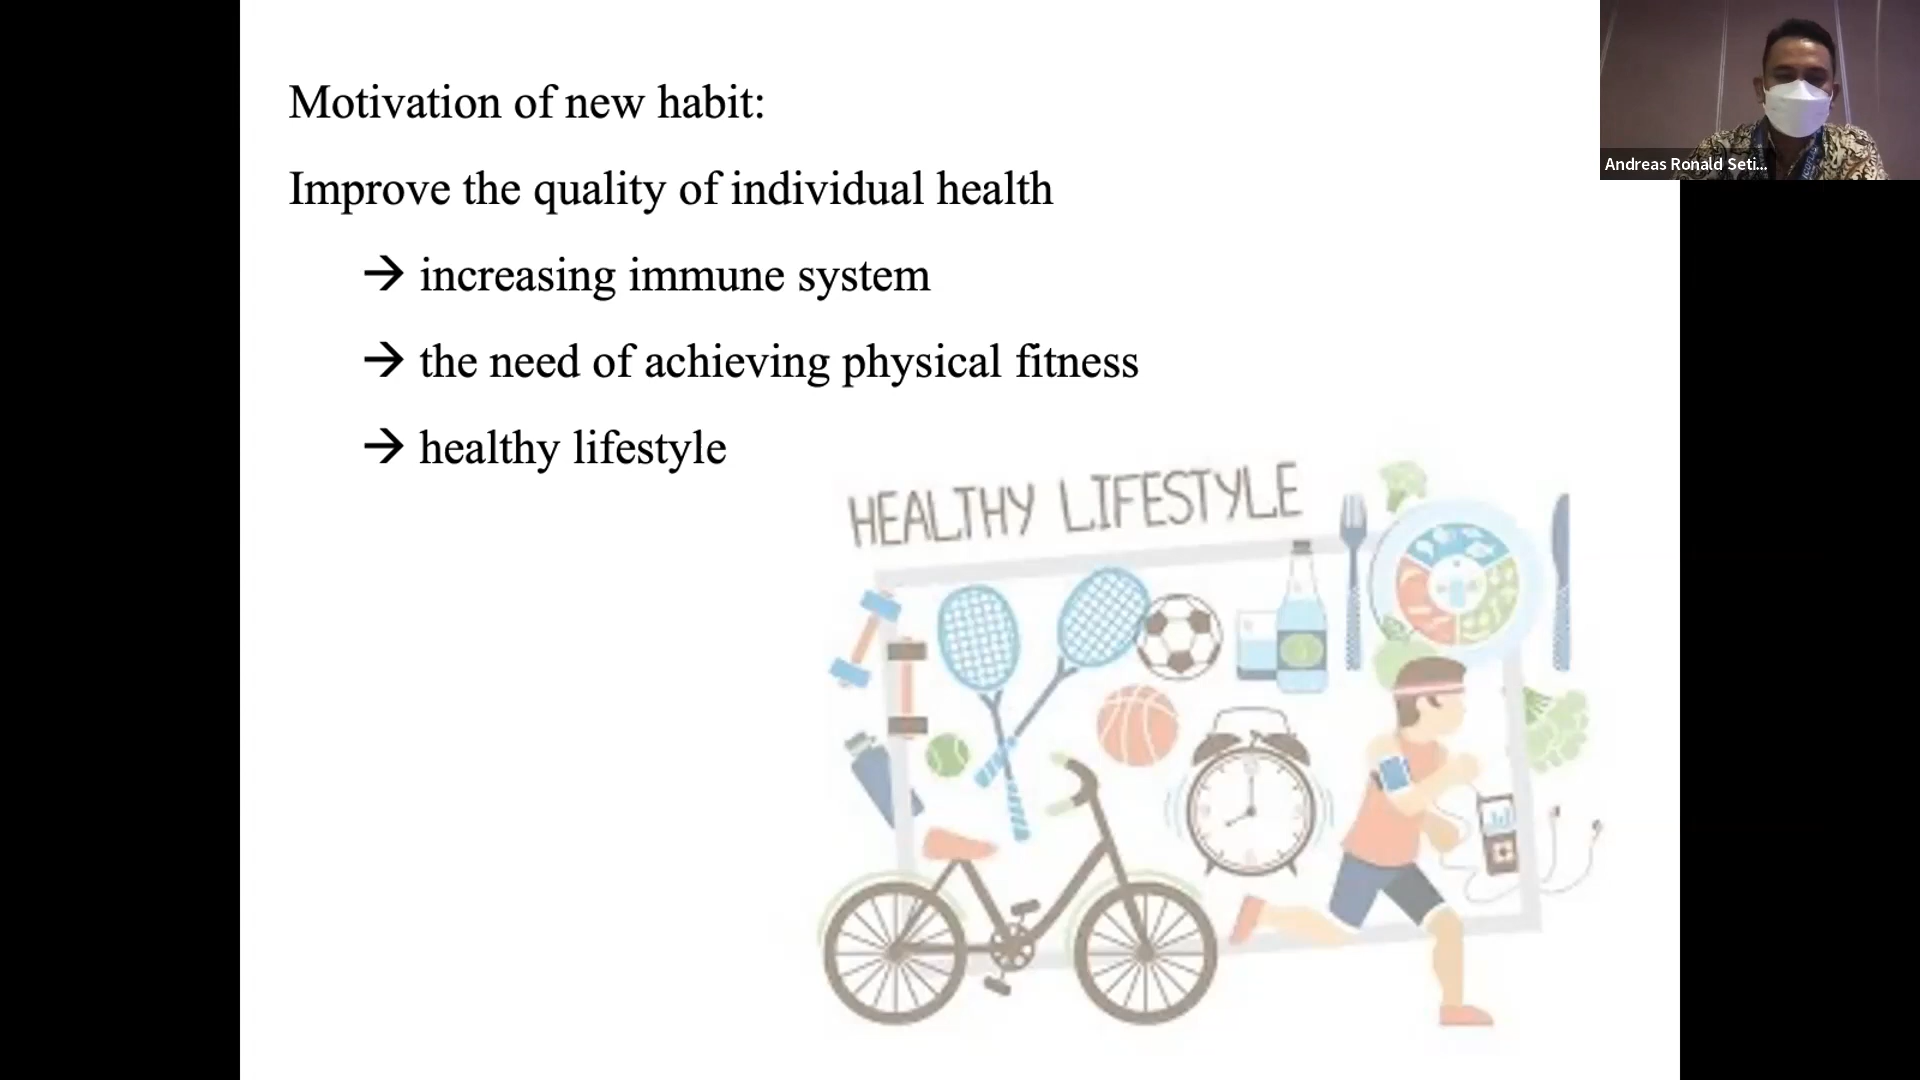 Motivation of new habit:
Improve the quality of individual health
→ increasing immune system
→ the need of achieving physical fitness
→ healthy lifestyle
HEALTHY LIFESTYLE
Andreas Ronald Seti...